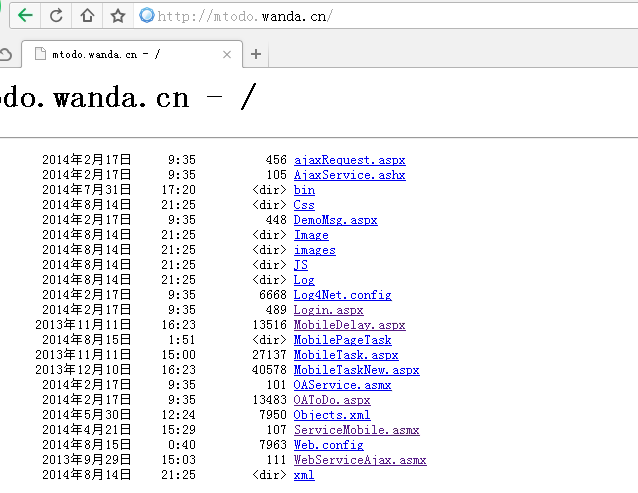 http://mtodo.wanda.cn/
mtodo.wanda.cn - /
do.wanda.cn - /
2014年2月17日 9:35 456 ajaxRequest.aspx
2014年2月17日 9:35 105 AjaxService.ashx
2014年7月31日 17:20 <dir> bin
2014年8月14日 21:25 <dir> Css
2014年2月17日 9:35 448 DemoMsg.aspx
2014年8月14日 21:25 <dir> Image
2014年8月14日 21:25 <dir> images
2014年8月14日 21:25 <dir> JS
2014年8月14日 21:25 <dir> Log
2014年2月17日 9:35 6668 Log4Net.config
2014年2月17日 9:35 489 Login.aspx
2013年11月11日 16:23 13516 MobileDelay.aspx
2014年8月15日 1:51 <dir> MobilePageTask
2013年11月11日 15:00 27137 MobileTask.aspx
2013年12月10日 16:23 40578 MobileTaskNew.aspx
2014年2月17日 9:35 101 OAService.asmx
2014年2月17日 9:35 13483 OAToDo.aspx
2014年5月30日 12:24 7950 Objects.xml
2014年4月21日 15:29 107 ServiceMobile.asmx
2014年8月15日 0:40 7963 Web.config
2013年9月29日 15:03 111 WebServiceAjax.asmx
2014年8月14日 21:25 <dir> xml